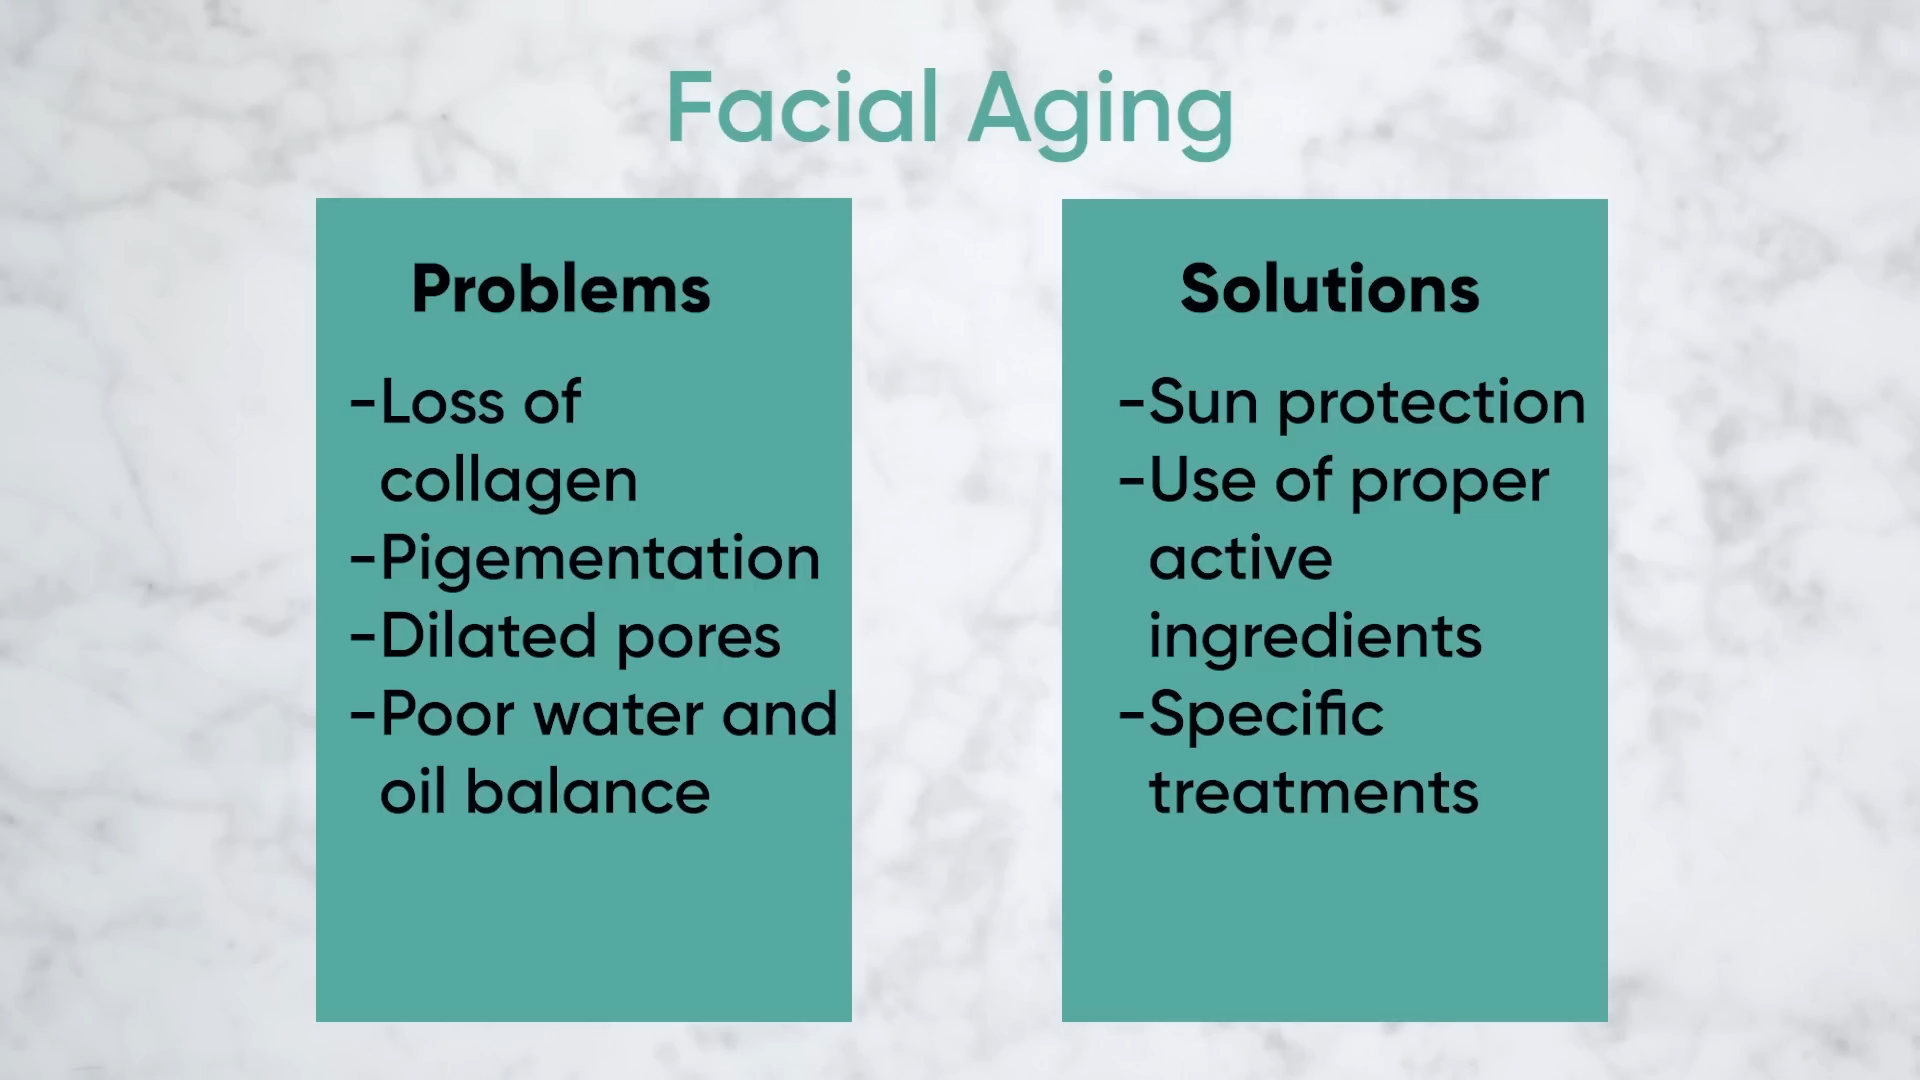 Facial Aging
Problems
-Loss of
collagen
-Pigementation
-Dilated pores
-Poor water and
oil balance
Solutions
-Sun protection
-Use of proper
active
ingredients
-Specific
treatments